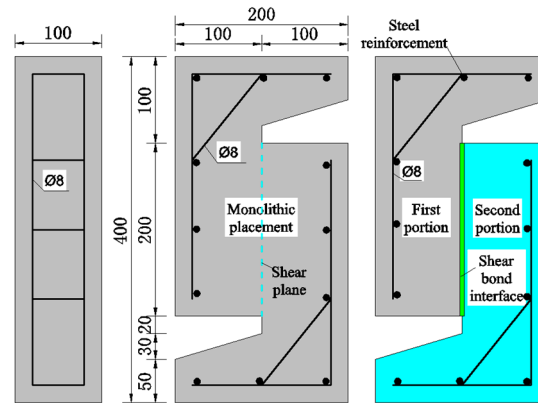 200
100
100
100
Steel
reinforcement
100
Ø8
Ø8
Ø8
400
200
Monolithic
placement
First
portion
Second
portion
Shear
plane
Shear
bond
interface
20
30
50